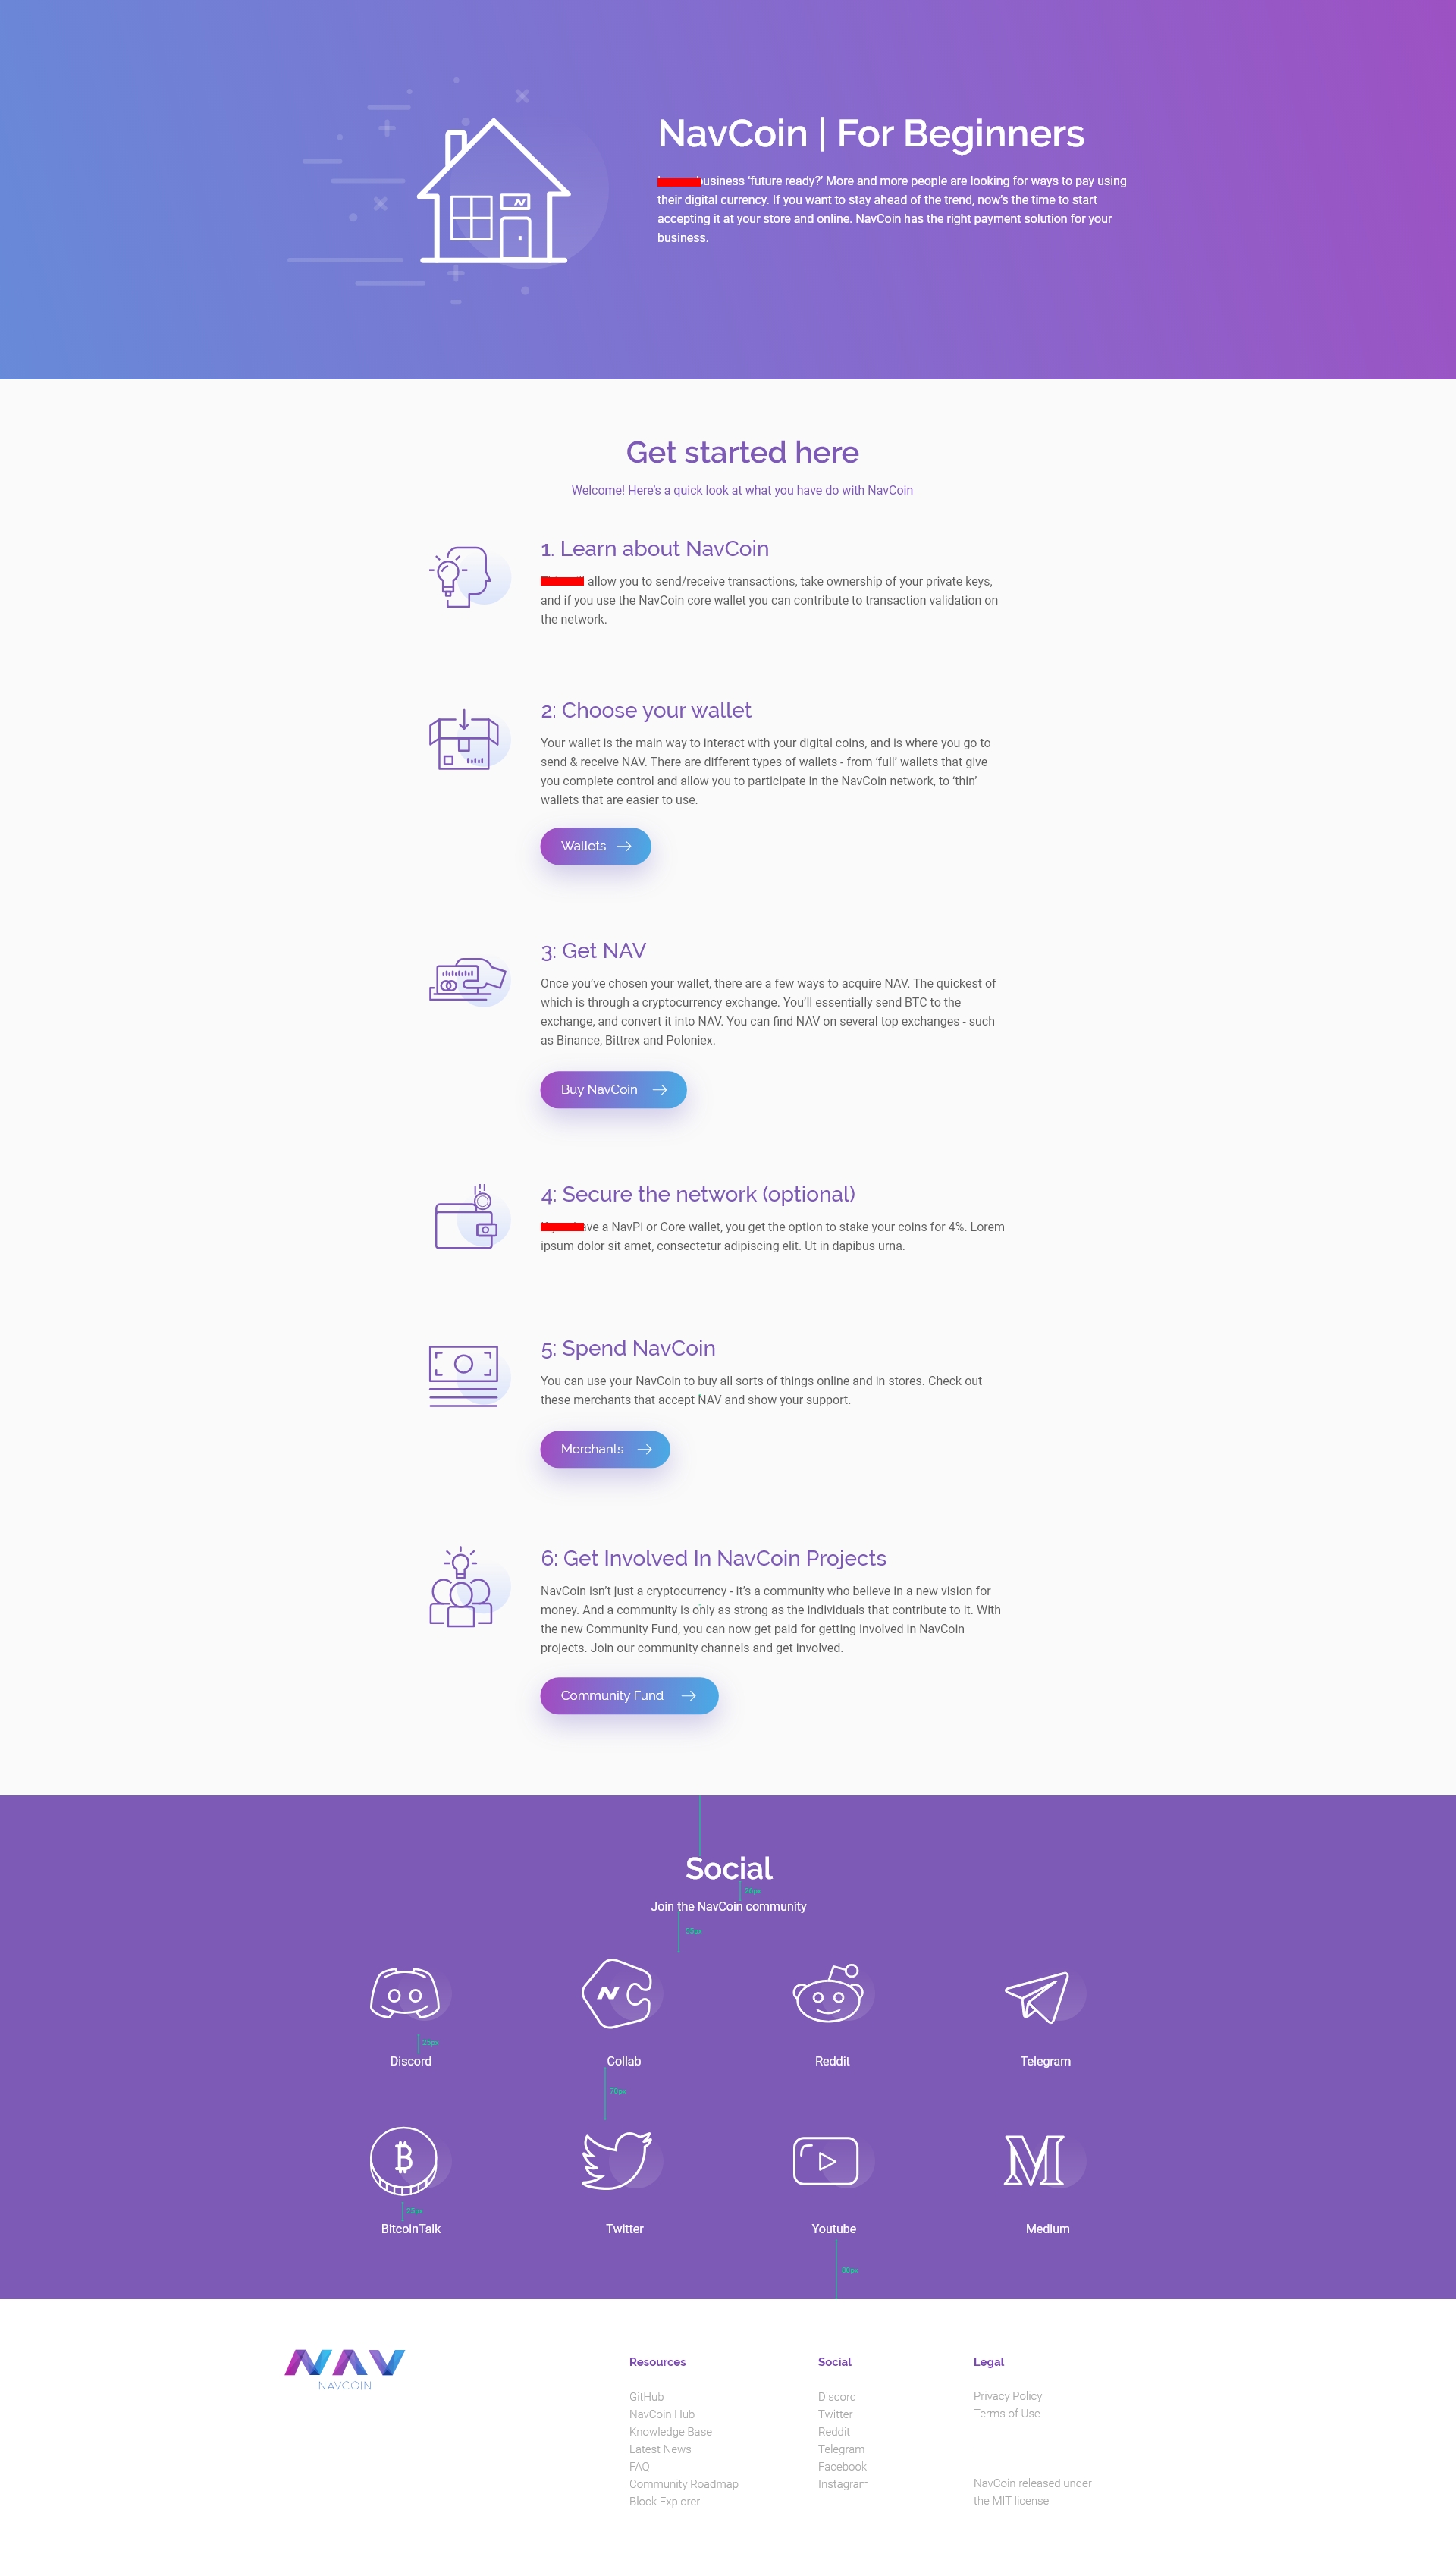 NavCoin | For Beginners
business ‘future ready?’ More and more people are looking for ways to pay using
their digital currency. If you want to stay ahead of the trend, now’s the time to start
accepting it at your store and online. NavCoin has the right payment solution for your
business.
Get started here
Welcome! Here’s a quick look at what you have do with NavCoin
1. Learn about NavCoin
allow you to send/receive transactions, take ownership of your private keys,
and if you use the NavCoin core wallet you can contribute to transaction validation on
the network.
2: Choose your wallet
Your wallet is the main way to interact with your digital coins, and is where you go to
send & receive NAV. There are different types of wallets - from ‘full’ wallets that give
you complete control and allow you to participate in the NavCoin network, to ‘thin’
wallets that are easier to use.
Wallets
3: Get NAV
Once you’ve chosen your wallet, there are a few ways to acquire NAV. The quickest of
which is through a cryptocurrency exchange. You’ll essentially send BTC to the
exchange, and convert it into NAV. You can find NAV on several top exchanges - such
as Binance, Bittrex and Poloniex.
Buy NavCoin
4: Secure the network (optional)
a NavPi or Core wallet, you get the option to stake your coins for 4%. Lorem
ipsum dolor sit amet, consectetur adipiscing elit. Ut in dapibus urna.
5: Spend NavCoin
You can use your NavCoin to buy all sorts of things online and in stores. Check out
these merchants that accept NAV and show your support.
Merchants
6: Get Involved In NavCoin Projects
NavCoin isn’t just a cryptocurrency - it’s a community who believe in a new vision for
money. And a community is only as strong as the individuals that contribute to it. With
the new Community Fund, you can now get paid for getting involved in NavCoin
projects. Join our community channels and get involved.
Community Fund
Social
26px
Join the NavCoin community
55px
25px
Discord
Collab
Reddit
Telegram
70px
25px
BitcoinTalk
Twitter
Youtube
Medium
80px
NAV
NAVCOIN
Resources
GitHub
NavCoin Hub
Knowledge Base
Latest News
FAQ
Community Roadmap
Block Explorer
Social
Discord
Twitter
Reddit
Telegram
Facebook
Instagram
Legal
Privacy Policy
Terms of Use
NavCoin released under
the MIT license